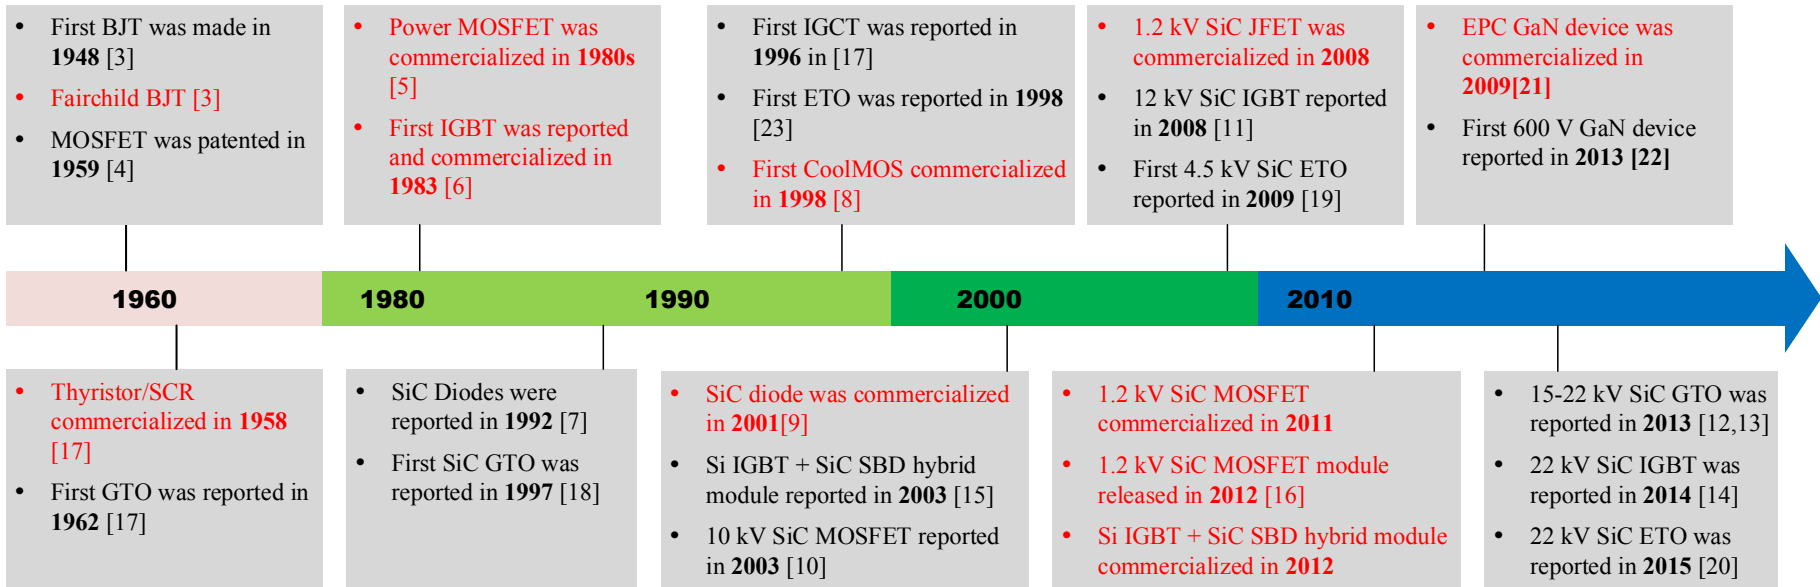 • First BJT was made in
1948 [3]
• Fairchild BJT [3]
• MOSFET was patented in
1959 [4]
• Power MOSFET was
commercialized in 1980s
[5]
• First IGBT was reported
and commercialized in
1983 [6]
• First IGCT was reported in
1996 in [17]
• First ETO was reported in 1998
[23]
• First CoolMOS commercialized
in 1998 [8]
• 1.2 kV SiC JFET was
commercialized in 2008
• 12 kV SiC IGBT reported
in 2008 [11]
• First 4.5 kV SiC ETO
reported in 2009 [19]
• EPC GaN device was
commercialized in
2009[21]
• First 600 V GaN device
reported in 2013 [22]
1960
1980
1990
2000
2010
• Thyristor/SCR
commercialized in 1958
[17]
• First GTO was reported in
1962 [17]
• SiC Diodes were
reported in 1992 [7]
• First SiC GTO was
reported in 1997 [18]
• SiC diode was commercialized
in 2001[9]
• Si IGBT + SiC SBD hybrid
module reported in 2003 [15]
• 10 kV SiC MOSFET reported
in 2003 [10]
• 1.2 kV SiC MOSFET
commercialized in 2011
• 1.2 kV SiC MOSFET module
released in 2012 [16]
• Si IGBT + SiC SBD hybrid module
commercialized in 2012
• 15-22 kV SiC GTO was
reported in 2013 [12,13]
• 22 kV SiC IGBT was
reported in 2014 [14]
• 22 kV SiC ETO was
reported in 2015 [20]